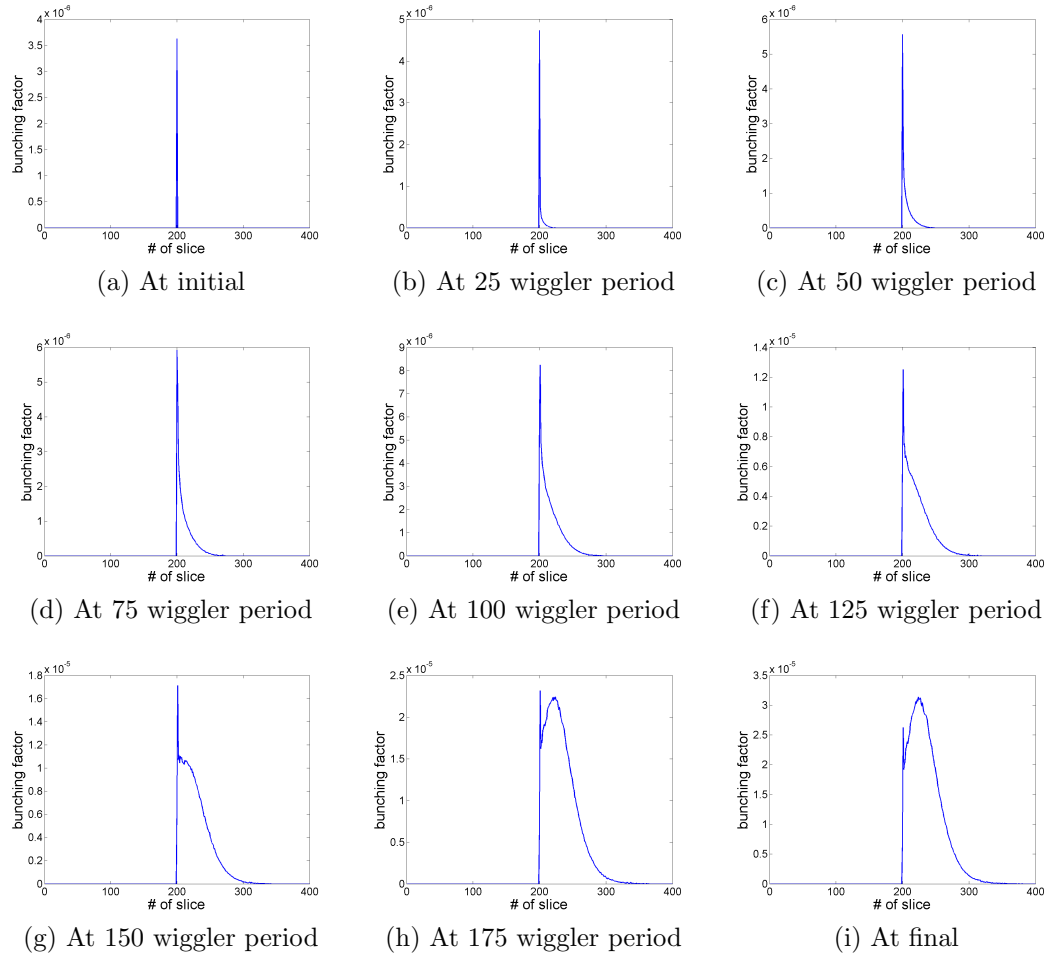 x 10^-6
4
3.5
3
2.5
2
1.5
1
0.5
0
bunching factor
0 100 200 300 400
# of slice
(a) At initial
x 10^-6
5
4
3
2
1
0
bunching factor
0 100 200 300 400
# of slice
(b) At 25 wiggler period
x 10^-6
6
5
4
3
2
1
0
bunching factor
0 100 200 300 400
# of slice
(c) At 50 wiggler period
x 10^-6
6
5
4
3
2
1
0
bunching factor
0 100 200 300 400
# of slice
(d) At 75 wiggler period
x 10^-6
9
8
7
6
5
4
3
2
1
0
bunching factor
0 100 200 300 400
# of slice
(e) At 100 wiggler period
x 10^-5
1.4
1.2
1
0.8
0.6
0.4
0.2
0
bunching factor
0 100 200 300 400
# of slice
(f) At 125 wiggler period
x 10^-5
1.8
1.6
1.4
1.2
1
0.8
0.6
0.4
0.2
0
bunching factor
0 100 200 300 400
# of slice
(g) At 150 wiggler period
x 10^-5
2.5
2
1.5
1
0.5
0
bunching factor
0 100 200 300 400
# of slice
(h) At 175 wiggler period
x 10^-5
3.5
3
2.5
2
1.5
1
0.5
0
bunching factor
0 100 200 300 400
# of slice
(i) At final